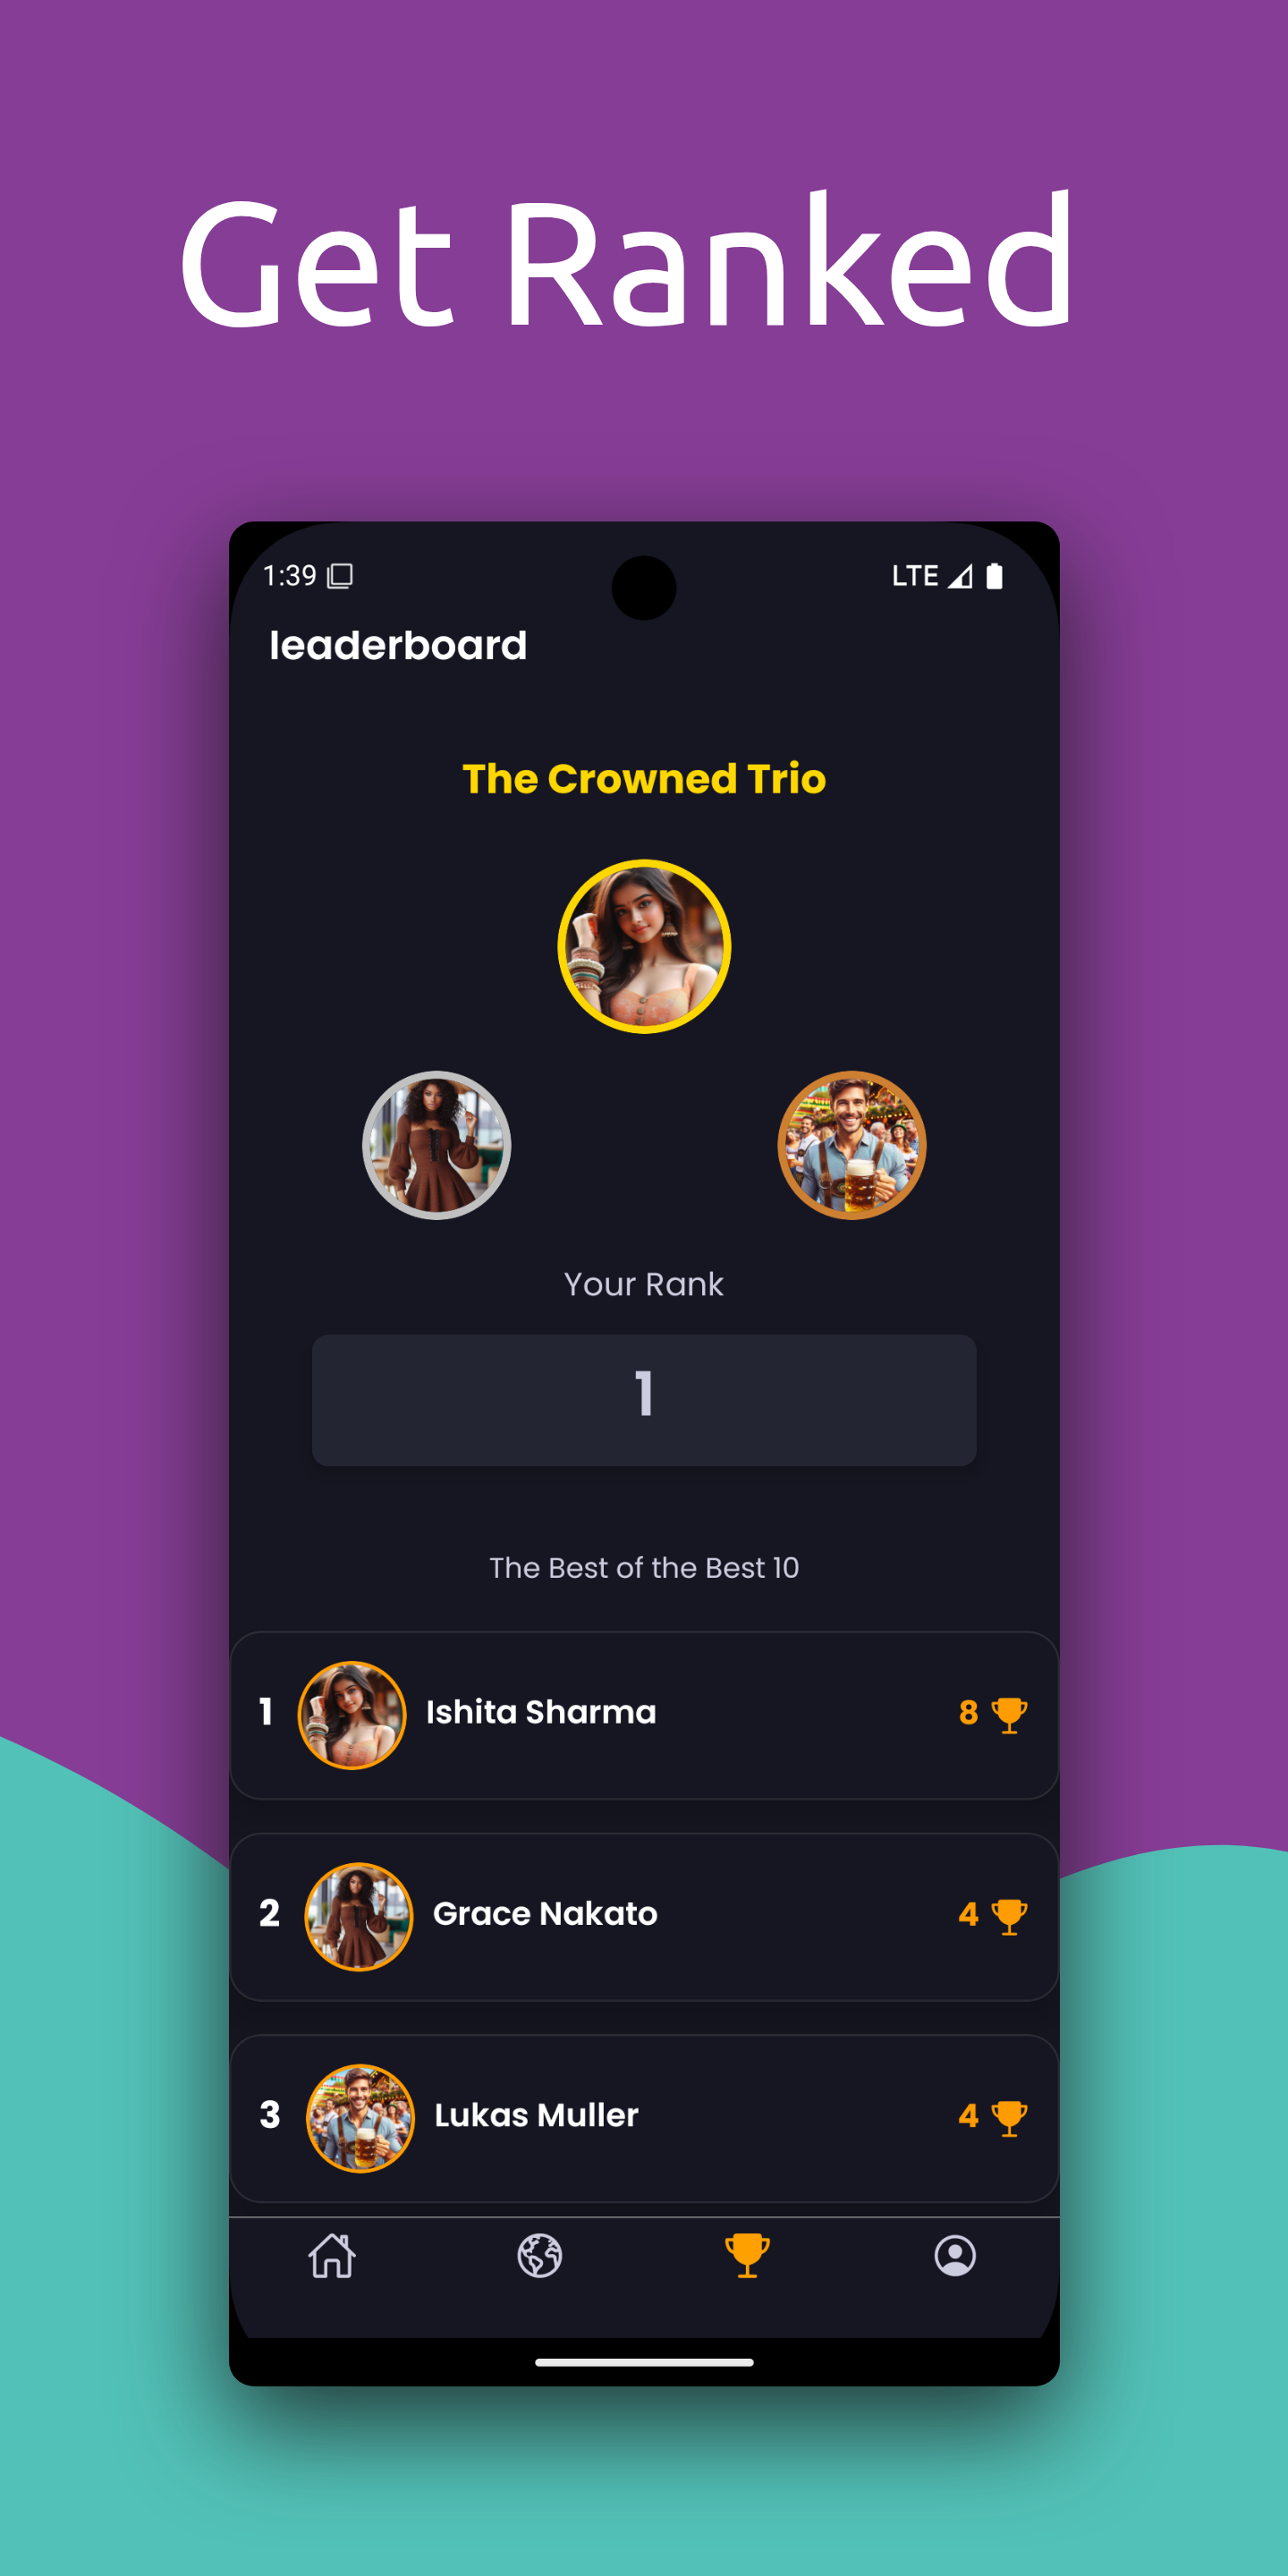 Get Ranked
1:39
LTE
leaderboard
The Crowned Trio
Your Rank
1
The Best of the Best 10
1 Ishita Sharma 8
2 Grace Nakato 4
3 Lukas Muller 4